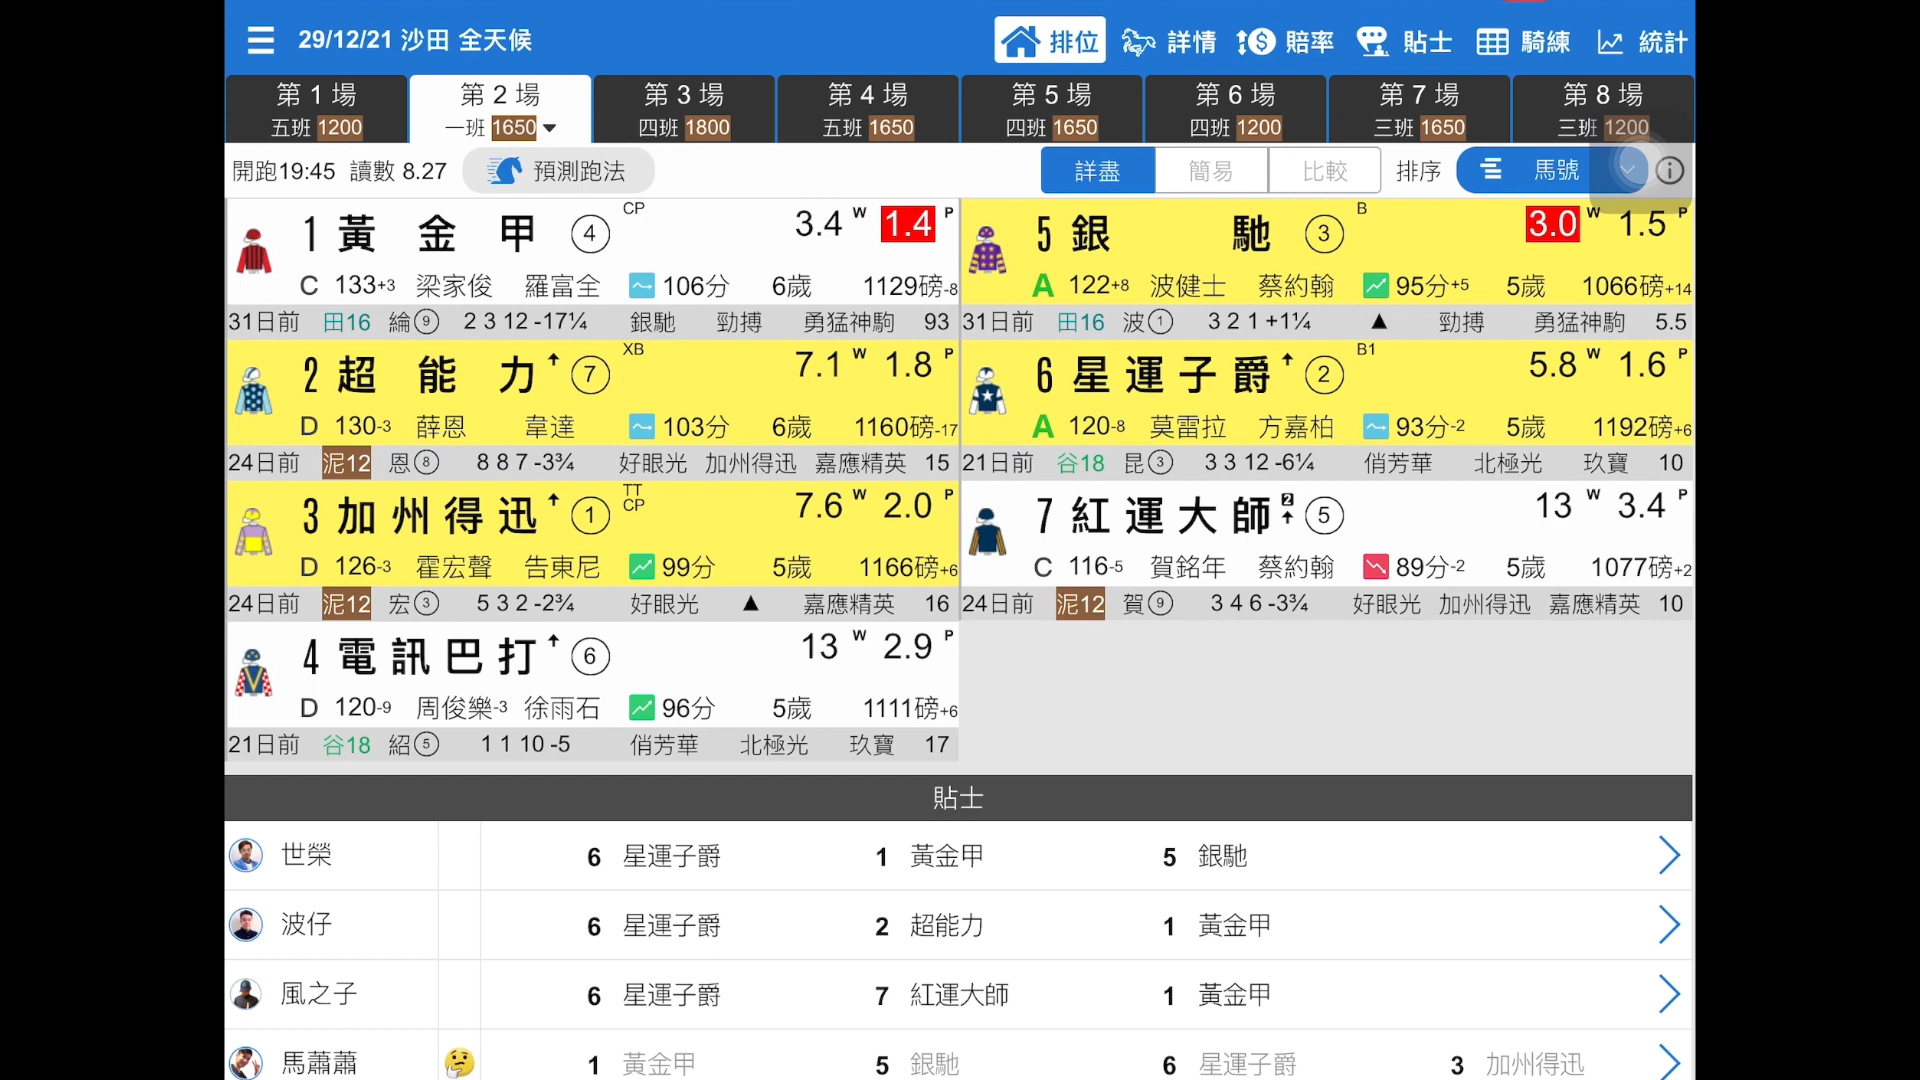 29/12/21 沙田 全天候 排位 詳情 賠率 貼士 騎練 統計
第 1 場 第 2 場 第 3 場 第 4 場 第 5 場 第 6 場 第 7 場 第 8 場
五班 1200 一班 1650 四班 1800 五班 1650 四班 1650 四班 1200 三班 1650 三班 1200
開跑19:45 讀數 8.27 預測跑法 詳盡 簡易 比較 排序 馬號
1 黃金甲 4 CP 3.4 W 1.4 P
C 133+3 梁家俊 羅富全 106分 6歲 1129磅-8
31日前 田16 綸⑨ 2 3 12 -17¼ 銀馳 勁搏 勇猛神駒 93
2 超能力 7 XB 7.1 W 1.8 P
D 130-3 薛恩 韋達 103分 6歲 1160磅-17
24日前 泥12 恩⑧ 8 8 7 -3¾ 好眼光 加州得迅 嘉應精英 15
3 加州得迅 1 TT CP 7.6 W 2.0 P
D 126-3 霍宏聲 告東尼 99分 5歲 1166磅+6
24日前 泥12 宏③ 5 3 2 -2¾ 好眼光 ▲ 嘉應精英 16
4 電訊巴打 6 13 W 2.9 P
D 120-9 周俊樂-3 徐雨石 96分 5歲 1111磅+6
21日前 谷18 紹⑤ 1 1 10 -5 俏芳華 北極光 玖寶 17
5 銀馳 3 B 3.0 W 1.5 P
A 122+8 波健士 蔡約翰 95分+5 5歲 1066磅+14
31日前 田16 波① 3 2 1 +1¼ ▲ 勁搏 勇猛神駒 5.5
6 星運子爵 2 B1 5.8 W 1.6 P
A 120-8 莫雷拉 方嘉柏 93分-2 5歲 1192磅+6
21日前 谷18 昆③ 3 3 12 -6¼ 俏芳華 北極光 玖寶 10
7 紅運大師 2 5 13 W 3.4 P
C 116-5 賀銘年 蔡約翰 89分-2 5歲 1077磅+2
24日前 泥12 賀⑨ 3 4 6 -3¾ 好眼光 加州得迅 嘉應精英 10
貼士
世榮 6 星運子爵 1 黃金甲 5 銀馳
波仔 6 星運子爵 2 超能力 1 黃金甲
風之子 6 星運子爵 7 紅運大師 1 黃金甲
馬蕭蕭 1 黃金甲 5 銀馳 6 星運子爵 3 加州得迅